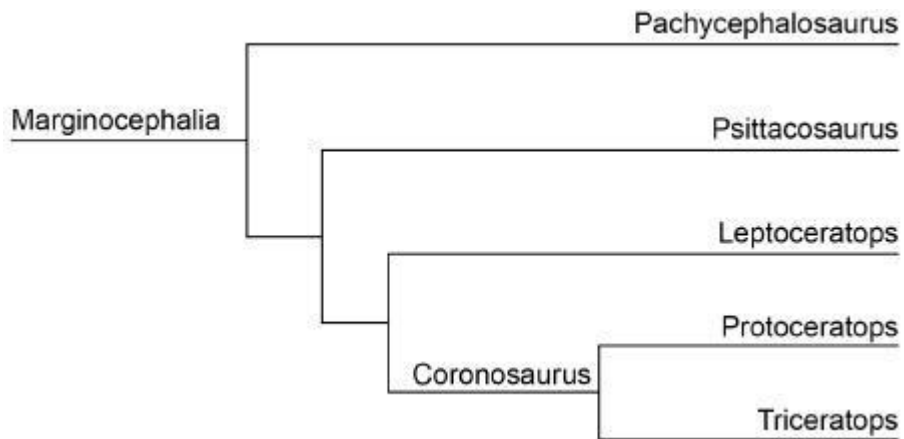 Pachycephalosaurus
Marginocephalia
Psittacosaurus
Leptoceratops
Protoceratops
Coronosaurus
Triceratops